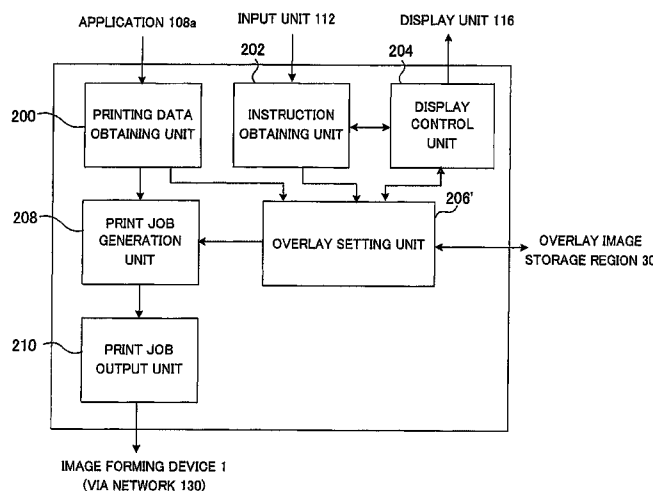 APPLICATION 108a
INPUT UNIT 112
DISPLAY UNIT 116
202
204
200
PRINTING DATA
OBTAINING UNIT
INSTRUCTION
OBTAINING UNIT
DISPLAY
CONTROL
UNIT
206'
208
PRINT JOB
GENERATION
UNIT
OVERLAY SETTING UNIT
OVERLAY IMAGE
STORAGE REGION 30
210
PRINT JOB
OUTPUT UNIT
IMAGE FORMING DEVICE 1
(VIA NETWORK 130)